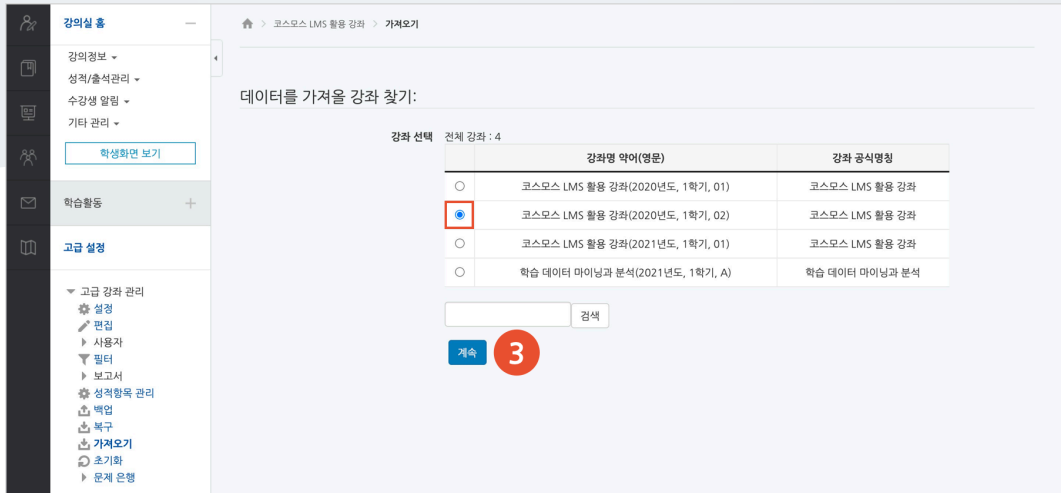 강의실 홈
강의정보
성적/출석관리
수강생 알림
기타 관리
학생화면 보기
학습활동
고급 설정
고급 강좌 관리
설정
편집
사용자
필터
보고서
성적항목 관리
백업
복구
가져오기
초기화
문제 은행
> 코스모스 LMS 활용 강좌 > 가져오기
데이터를 가져올 강좌 찾기:
강좌 선택 전체 강좌 : 4
강좌명 약어(영문) 강좌 공식명칭
코스모스 LMS 활용 강좌(2020년도, 1학기, 01) 코스모스 LMS 활용 강좌
코스모스 LMS 활용 강좌(2020년도, 1학기, 02) 코스모스 LMS 활용 강좌
코스모스 LMS 활용 강좌(2021년도, 1학기, 01) 코스모스 LMS 활용 강좌
학습 데이터 마이닝과 분석(2021년도, 1학기, A) 학습 데이터 마이닝과 분석
검색
계속 3